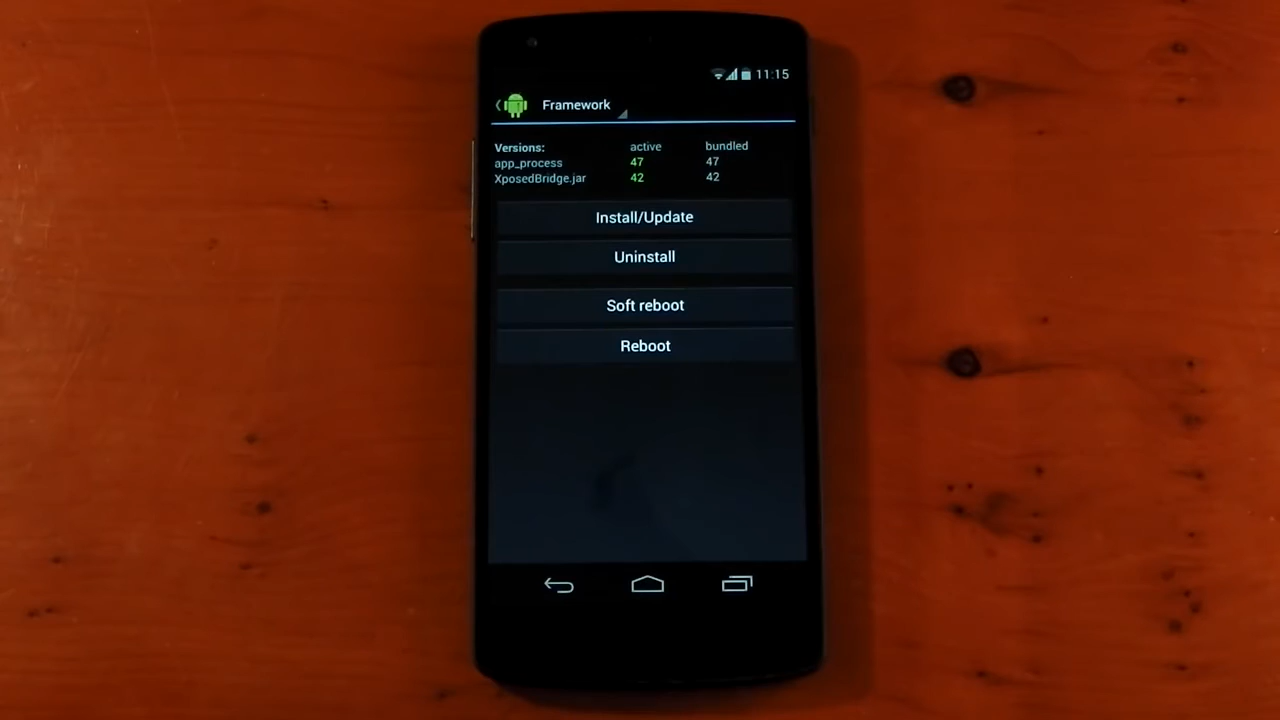 11:15
Framework
Versions: active bundled
app_process 47 47
XposedBridge.jar 42 42
Install/Update
Uninstall
Soft reboot
Reboot